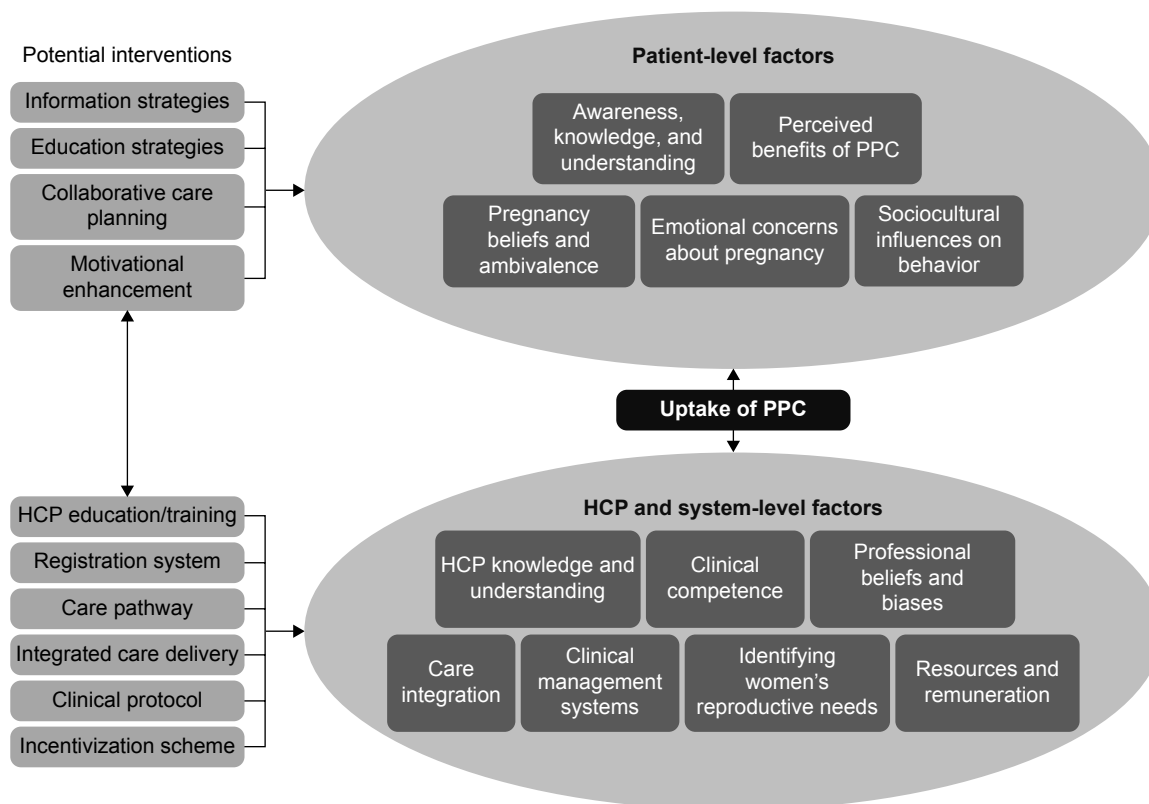 Potential interventions
Information strategies
Education strategies
Collaborative care
planning
Motivational
enhancement
Patient-level factors
Awareness,
knowledge, and
understanding
Perceived
benefits of PPC
Pregnancy
beliefs and
ambivalence
Emotional concerns
about pregnancy
Sociocultural
influences on
behavior
Uptake of PPC
HCP education/training
Registration system
Care pathway
Integrated care delivery
Clinical protocol
Incentivization scheme
HCP and system-level factors
HCP knowledge and
understanding
Clinical
competence
Professional
beliefs and
biases
Care
integration
Clinical
management
systems
Identifying
women’s
reproductive needs
Resources and
remuneration